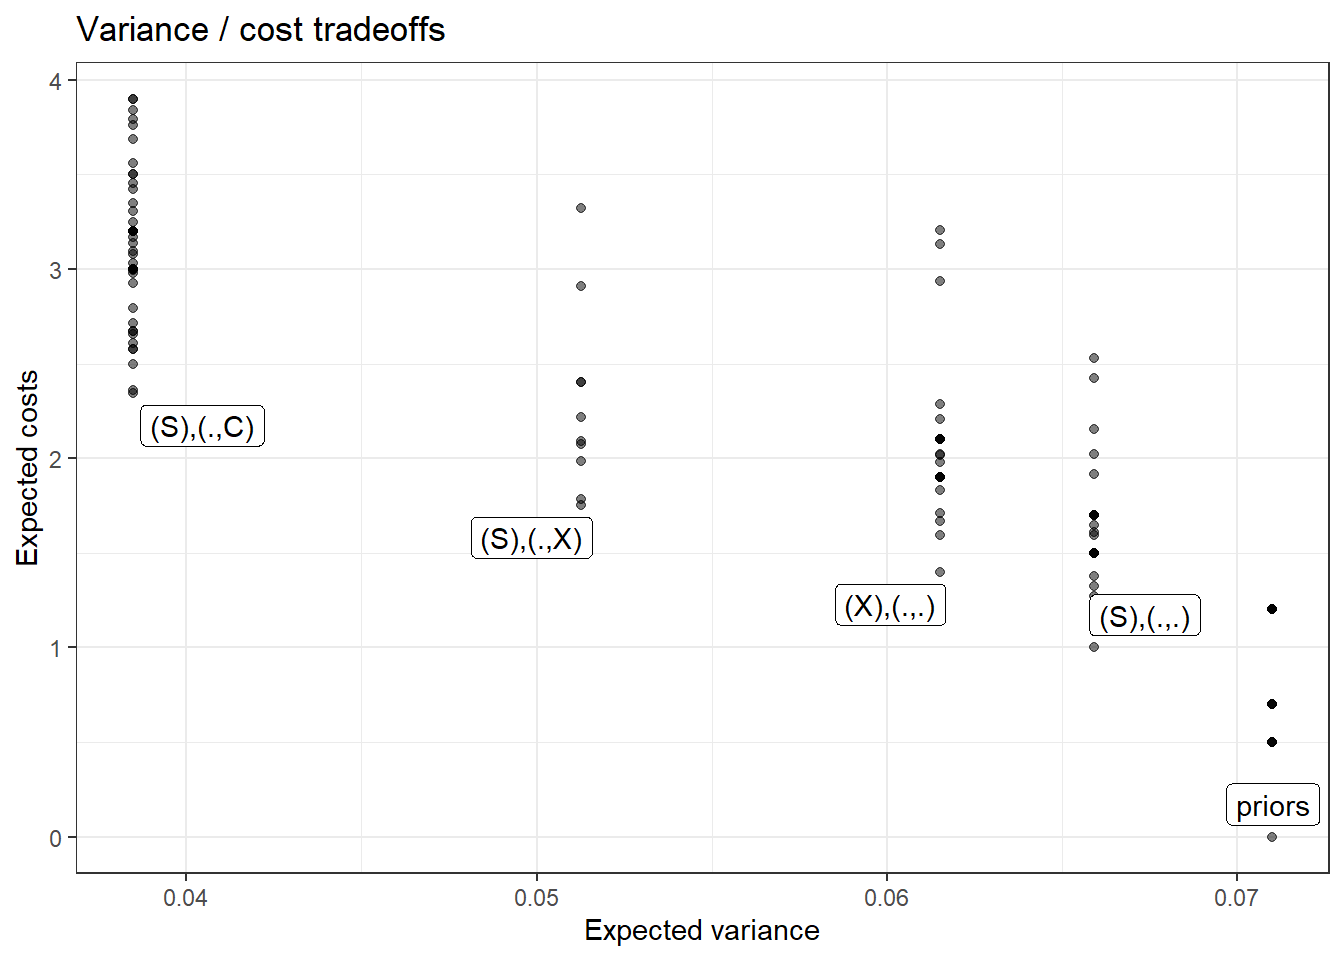 Variance / cost tradeoffs
4
3
2
1
0
Expected costs
(S),(.,C)
(S),(.,X)
(X),(.,.)
(S),(.,.)
priors
0.04
0.05
0.06
0.07
Expected variance